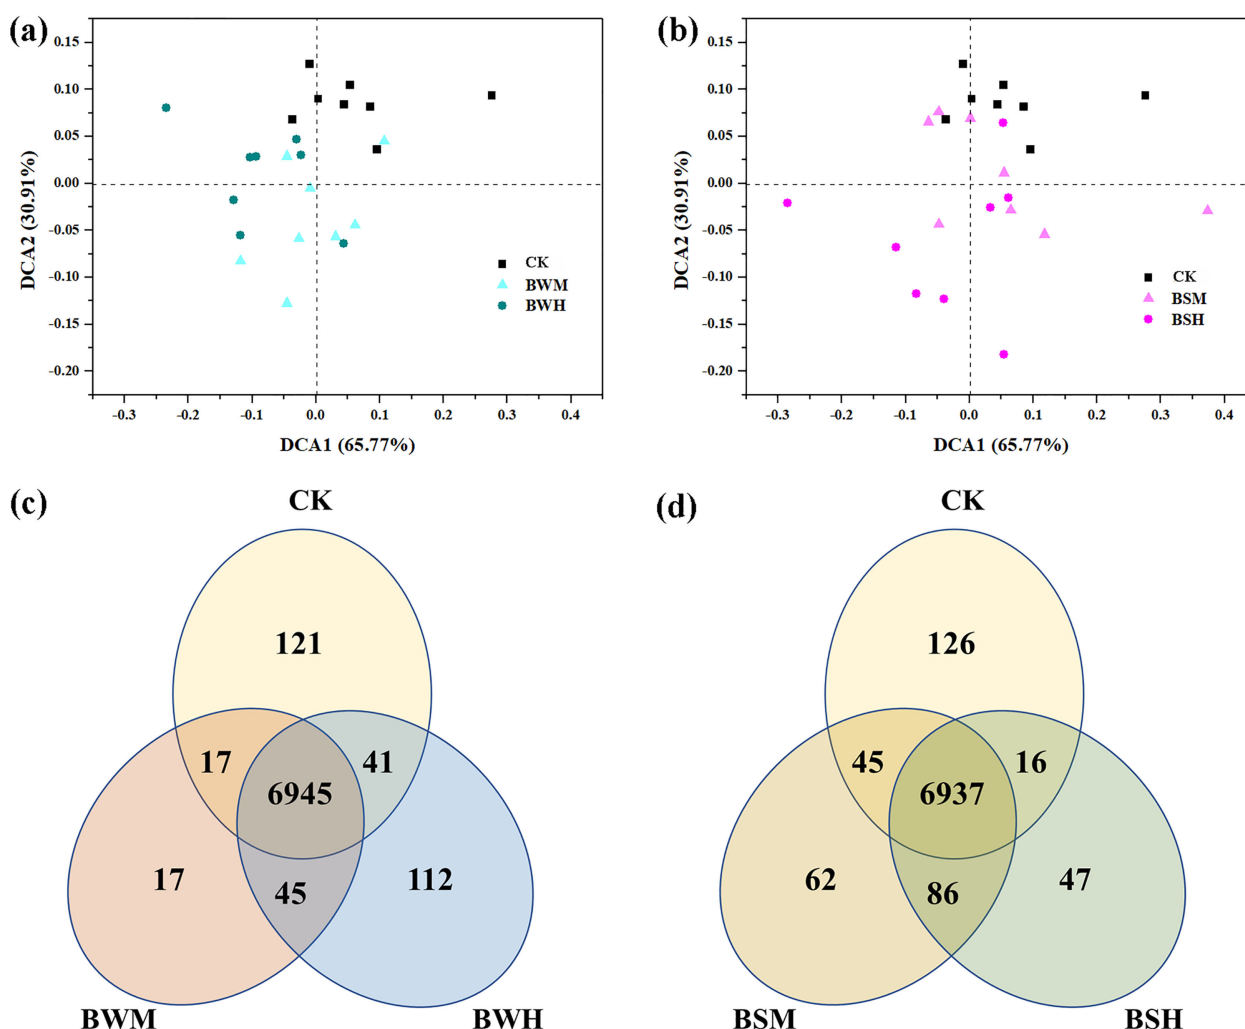 (a)
0.15
0.10
0.05
0.00
-0.05
-0.10
-0.15
-0.20
DCA2 (30.91%)
-0.3
-0.2
-0.1
0.0
0.1
0.2
0.3
0.4
DCA1 (65.77%)
CK
BWM
BWH
(b)
0.15
0.10
0.05
0.00
-0.05
-0.10
-0.15
-0.20
DCA2 (30.91%)
-0.3
-0.2
-0.1
0.0
0.1
0.2
0.3
0.4
DCA1 (65.77%)
CK
BSM
BSH
(c)
CK
121
17
6945
41
17
45
112
BWM
BWH
(d)
CK
126
45
6937
16
62
86
47
BSM
BSH